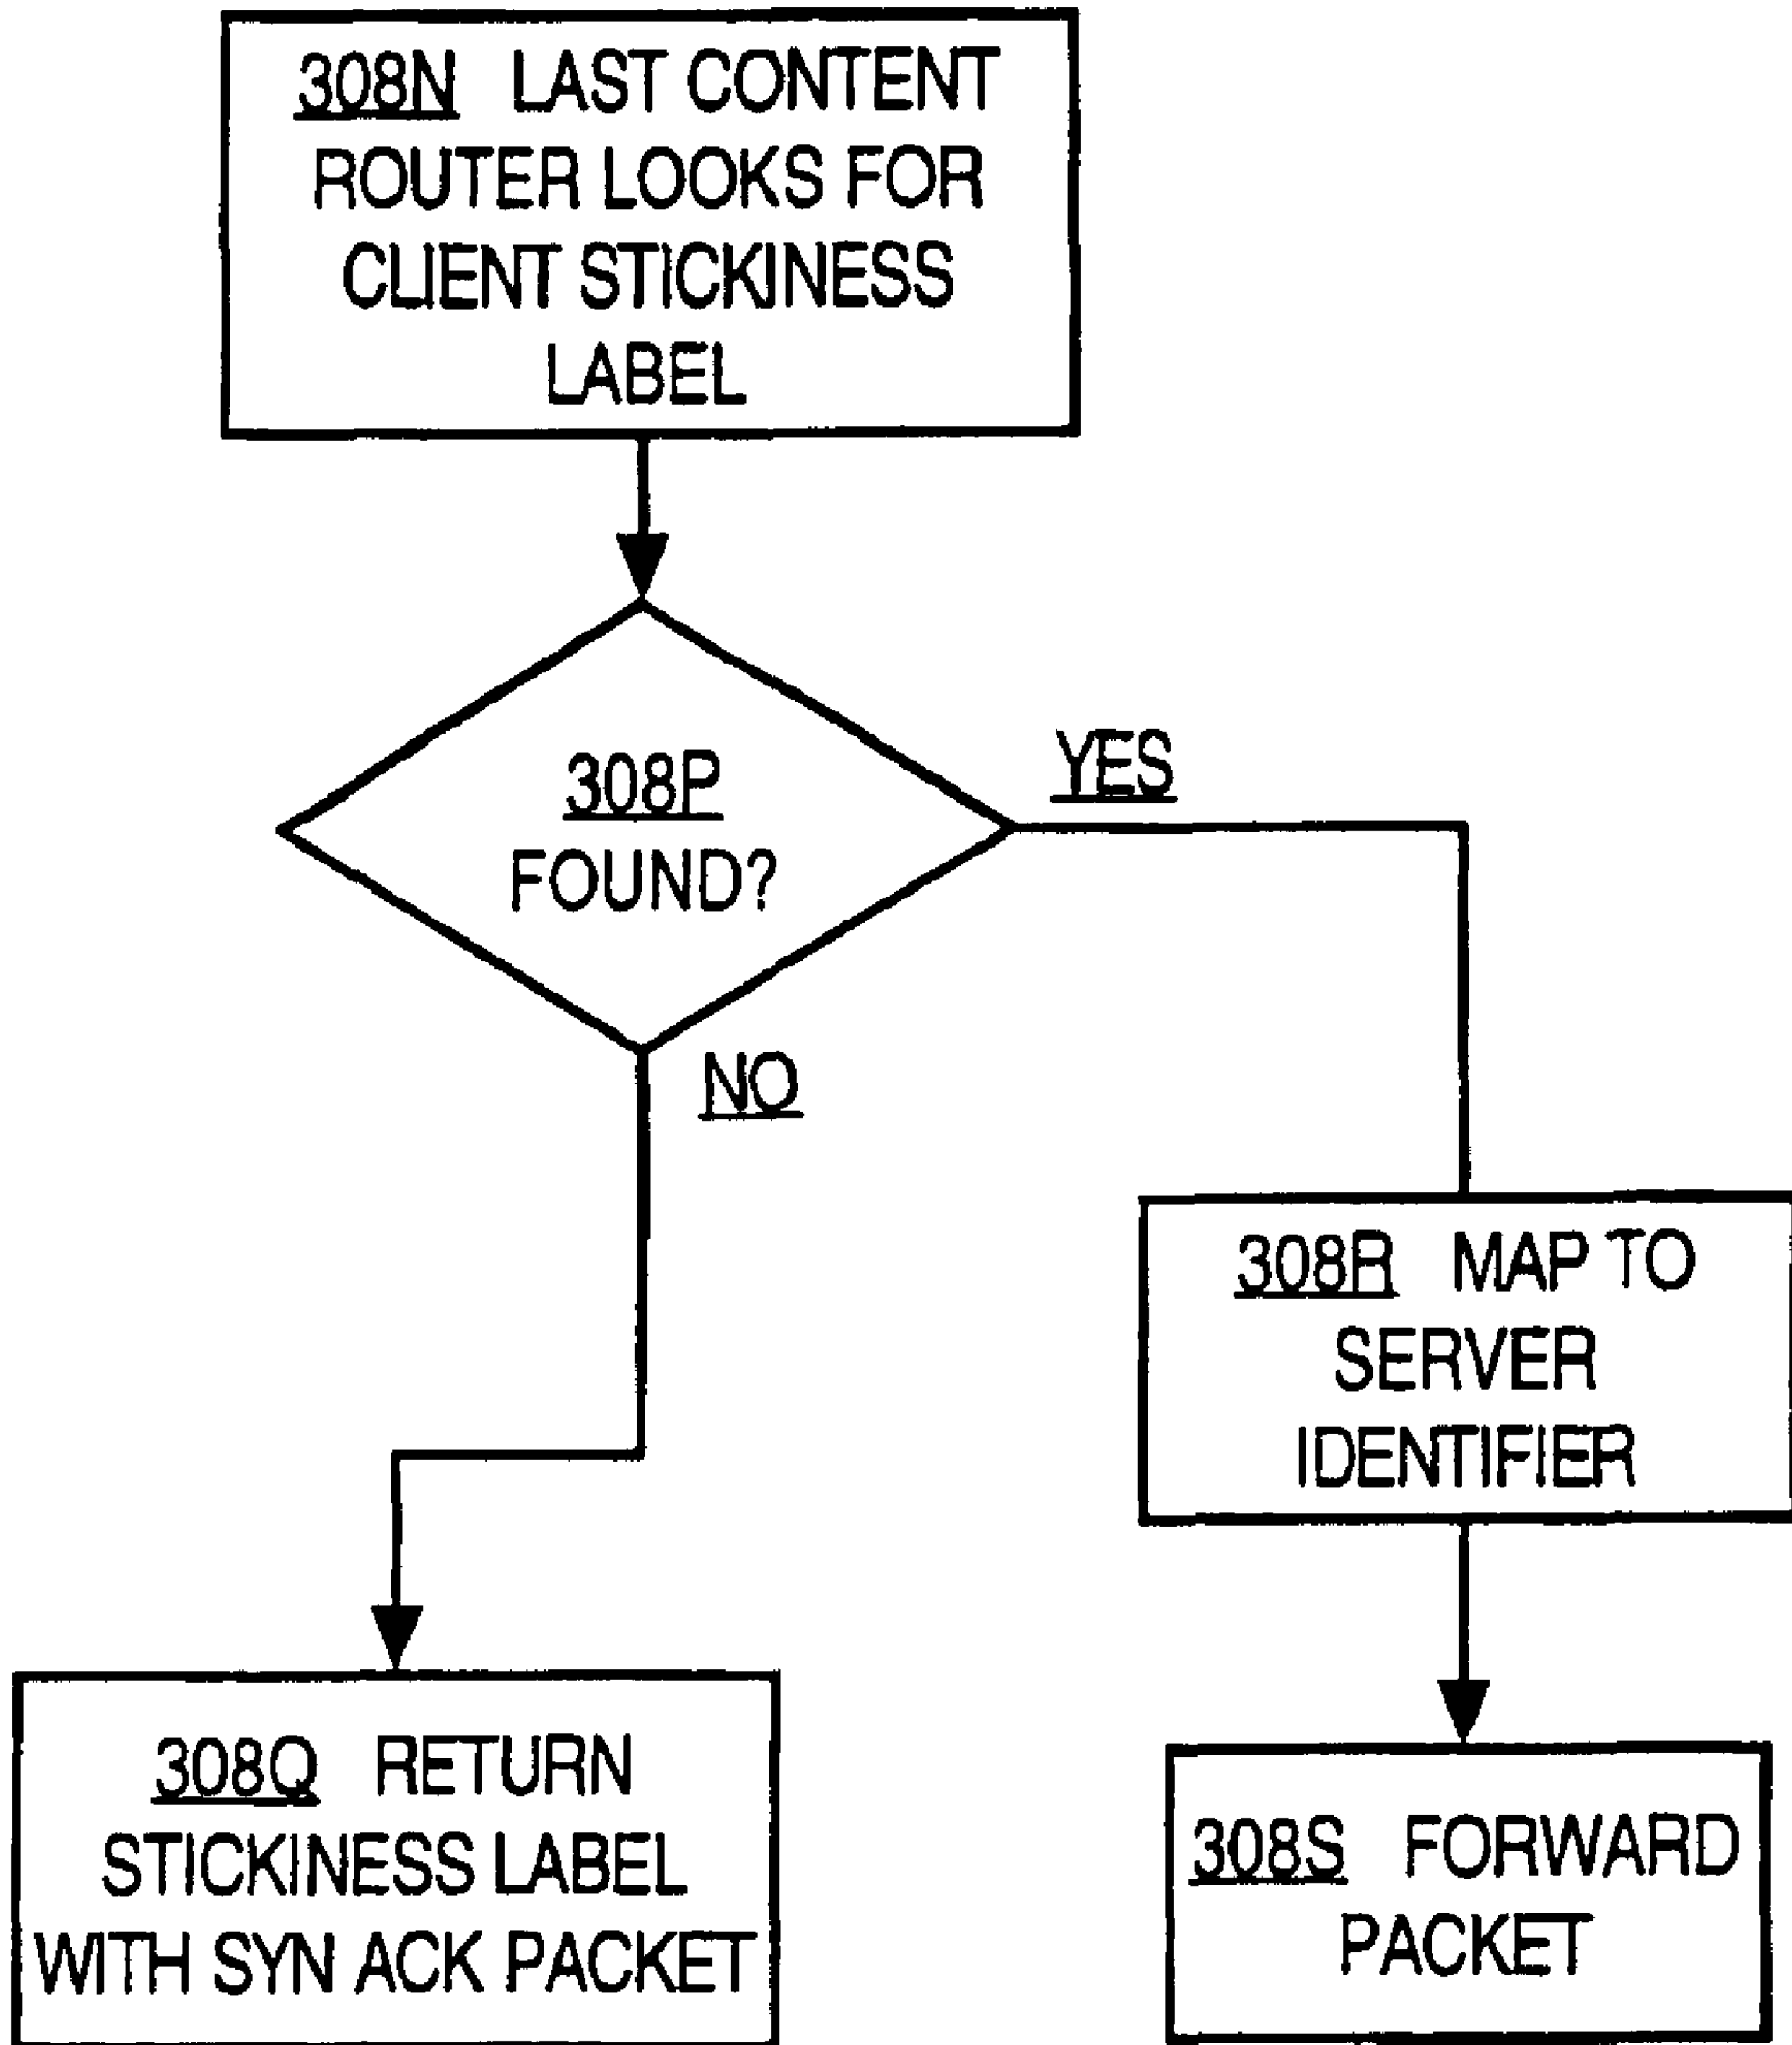 308N LAST CONTENT
ROUTER LOOKS FOR
CLIENT STICKINESS
LABEL
308P
FOUND?
YES
NO
308R MAP TO
SERVER
IDENTIFIER
308Q RETURN
STICKINESS LABEL
WITH SYN ACK PACKET
308S FORWARD
PACKET